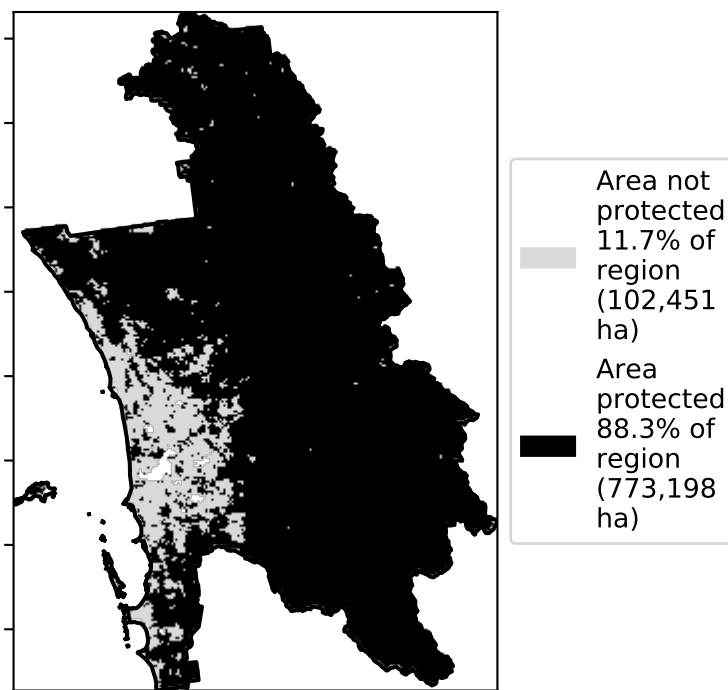 Area not
protected
11.7% of
region
(102,451
ha)
Area
protected
88.3% of
region
(773,198
ha)